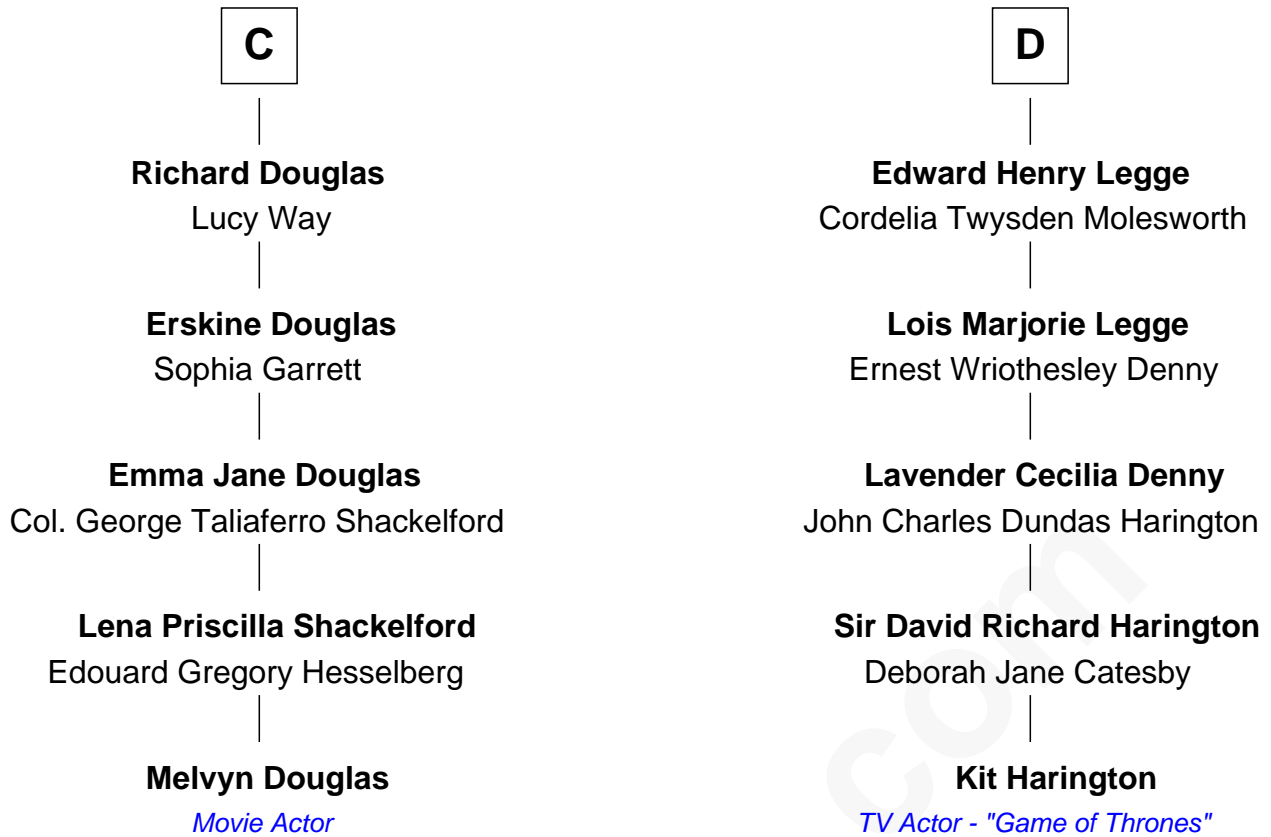 C
Richard Douglas
Lucy Way
Erskine Douglas
Sophia Garrett
Emma Jane Douglas
Col. George Taliaferro Shackelford
Lena Priscilla Shackelford
Edouard Gregory Hesselberg
Melvyn Douglas
Movie Actor
D
Edward Henry Legge
Cordelia Twysden Molesworth
Lois Marjorie Legge
Ernest Wriothesley Denny
Lavender Cecilia Denny
John Charles Dundas Harington
Sir David Richard Harington
Deborah Jane Catesby
Kit Harington
TV Actor - "Game of Thrones"
com